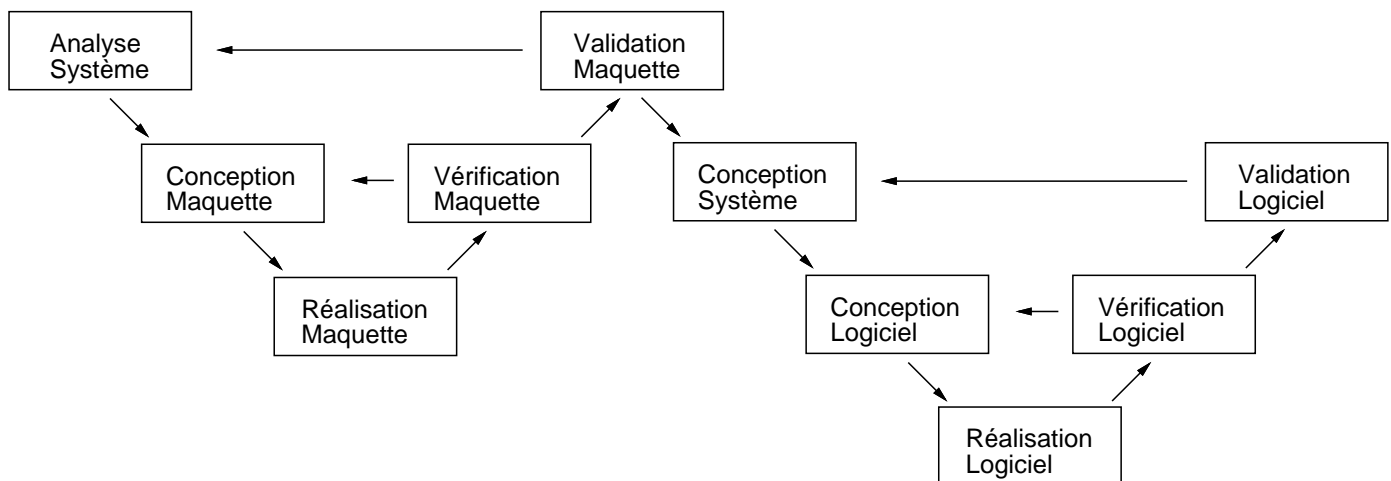 Analyse
Système
Validation
Maquette
Conception
Maquette
Vérification
Maquette
Conception
Système
Validation
Logiciel
Réalisation
Maquette
Conception
Logiciel
Vérification
Logiciel
Réalisation
Logiciel